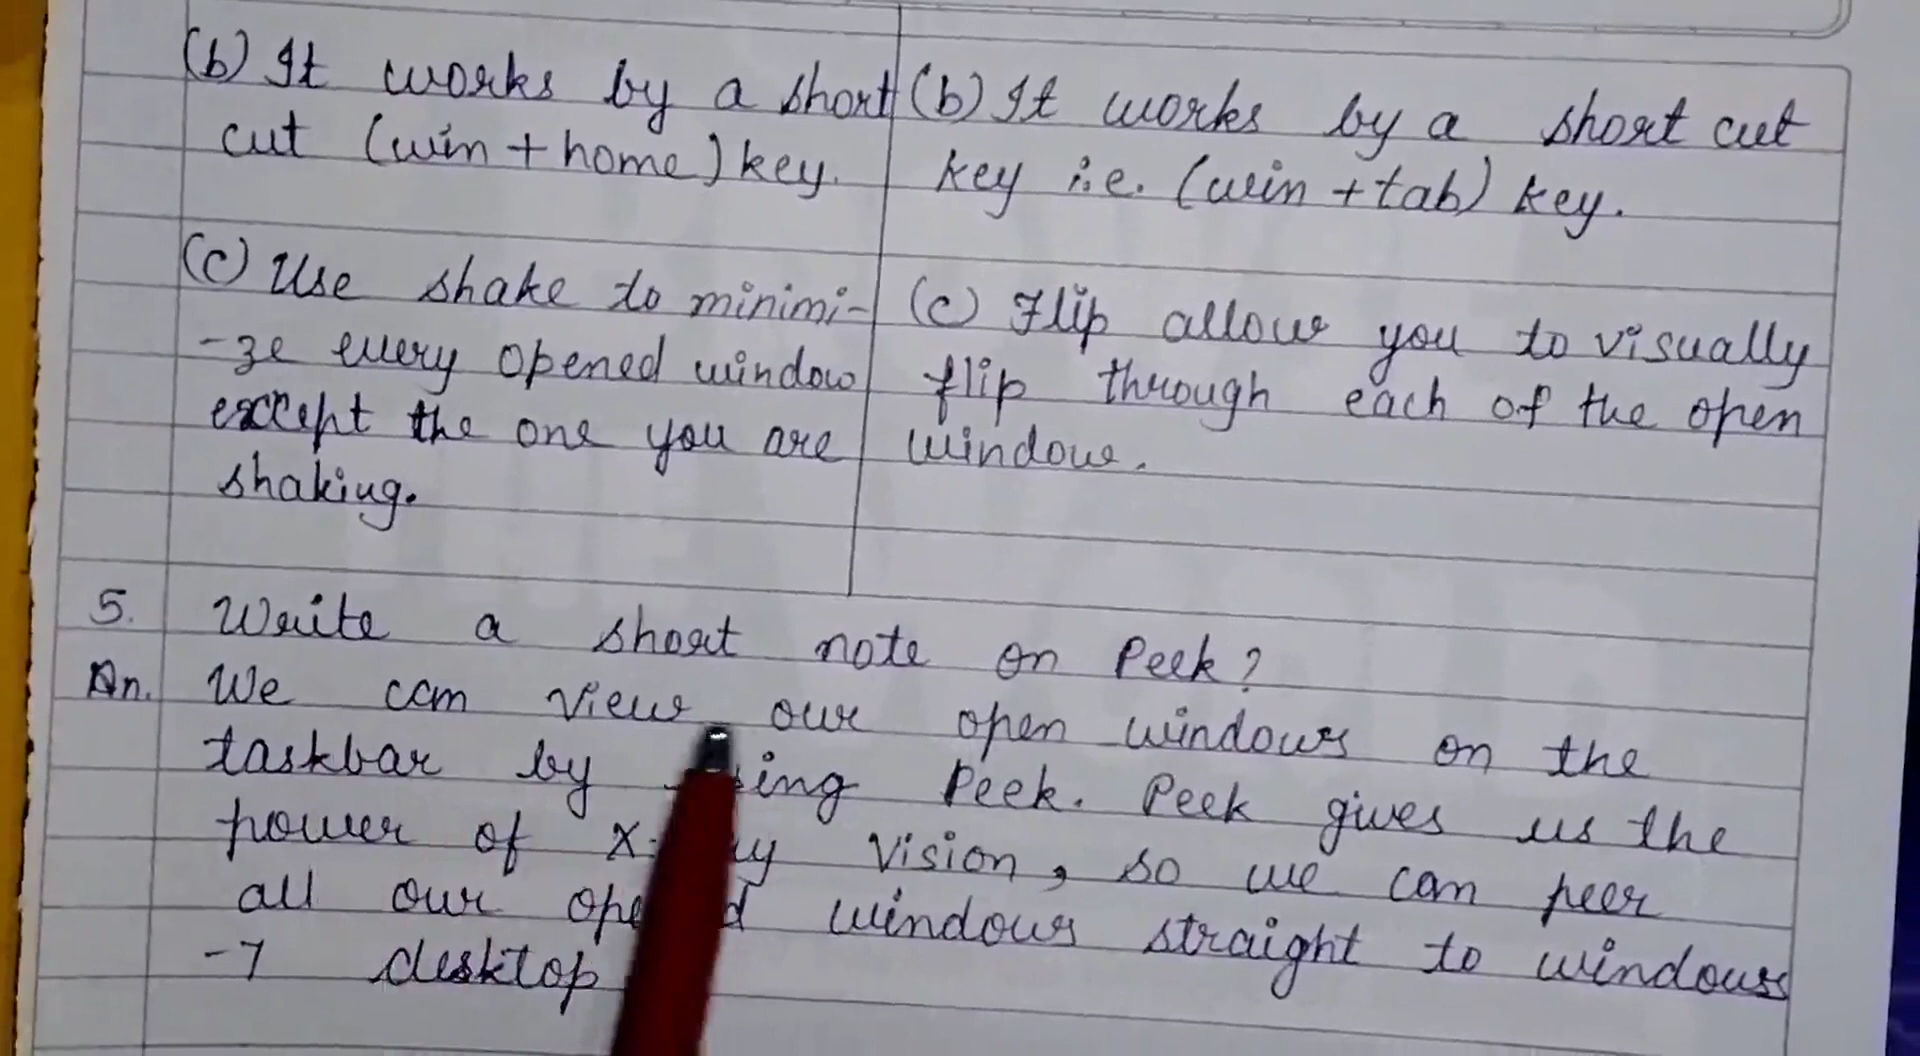 (b) It works by a short
cut (win + home) key.
(c) Use shake to minimi-
-ze every opened window
except the one you are
shaking.
(b) It works by a short cut
key i.e. (win + tab) key.
(c) Flip allow you to visually
flip through each of the open
window.
5. Write a short note on Peek?
An. We can view our open windows on the
taskbar by Peek. Peek gives us the
power of vision, so we can peer
all our windows straight to windows
-7 desktop